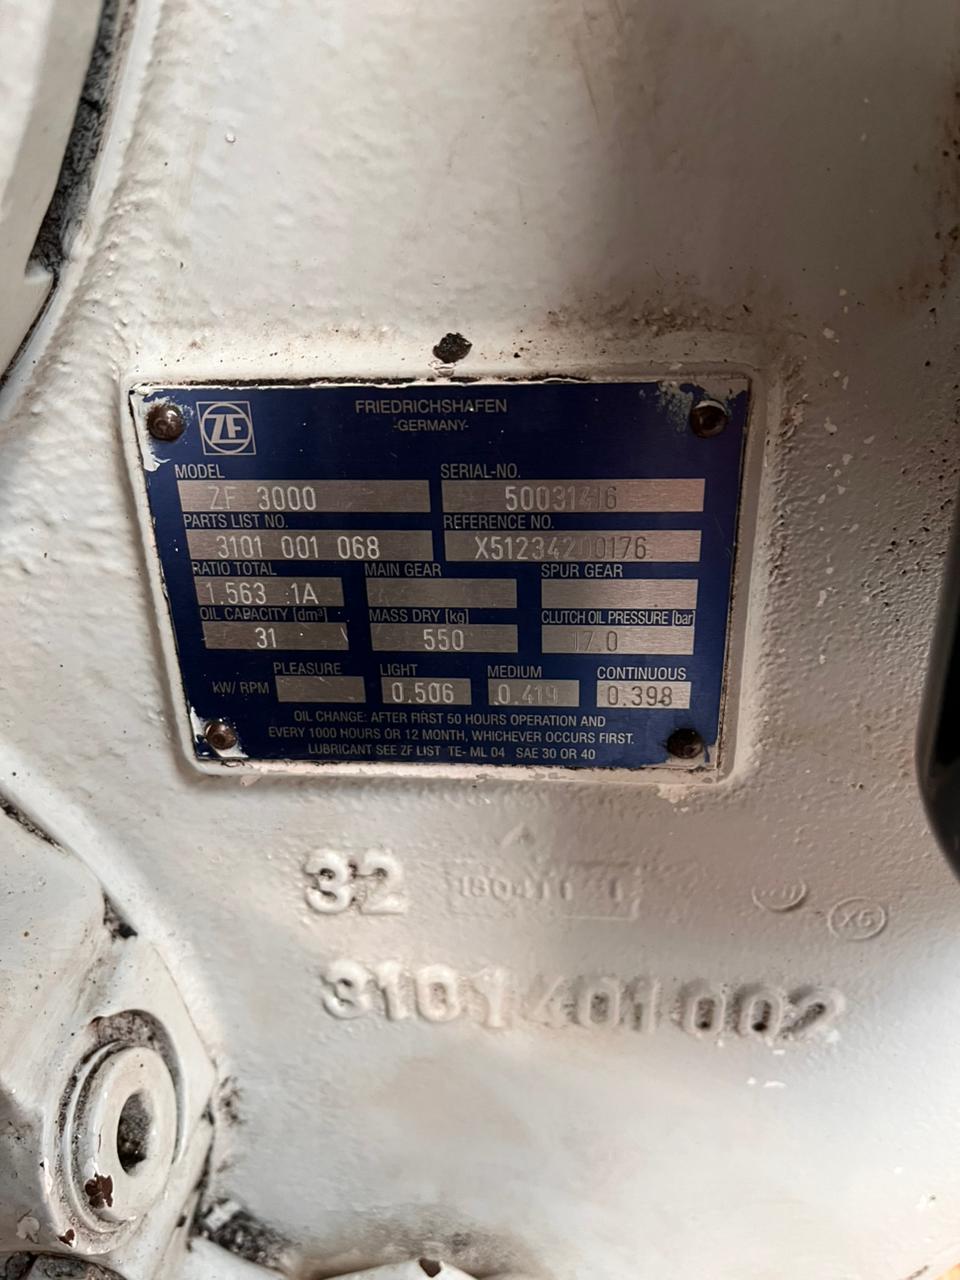 ZF
FRIEDRICHSHAFEN
-GERMANY-
MODEL SERIAL-NO.
ZF 3000 50031416
PARTS LIST NO. REFERENCE NO.
3101 001 068 X51234200176
RATIO TOTAL MAIN GEAR SPUR GEAR
1.563 :1A
OIL CAPACITY [dm³] MASS DRY [kg] CLUTCH OIL PRESSURE [bar]
31 550 17.0
PLEASURE LIGHT MEDIUM CONTINUOUS
kW/ RPM 0.506 0.419 0.398
OIL CHANGE: AFTER FIRST 50 HOURS OPERATION AND
EVERY 1000 HOURS OR 12 MONTH, WHICHEVER OCCURS FIRST.
LUBRICANT SEE ZF LIST TE- ML 04 SAE 30 OR 40
32
X6
3101401002